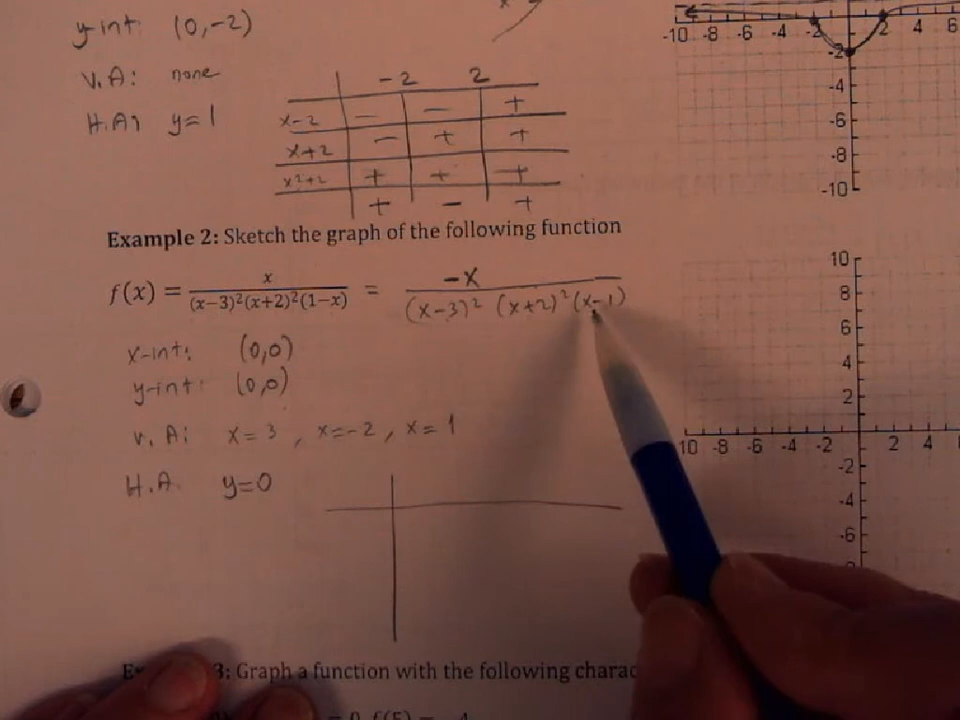 y-int: (0,-2)
V.A: none
H.A: y=1
-2 2
x-2 - - +
x+2 - + +
x²+2 + + +
+ - +
-10 -8 -6 -4 -2 2 4 6
-2
-4
-6
-8
-10
Example 2: Sketch the graph of the following function
f(x) = x/((x-3)²(x+2)²(1-x)) = -x/((x-3)² (x+2)² (x-1))
x-int: (0,0)
y-int: (0,0)
V.A: x=3 , x=-2 , x=1
H.A. y=0
10
8
6
4
2
10 -8 -6 -4 -2 2 4
-2
-4
-6
3: Graph a function with the following charac